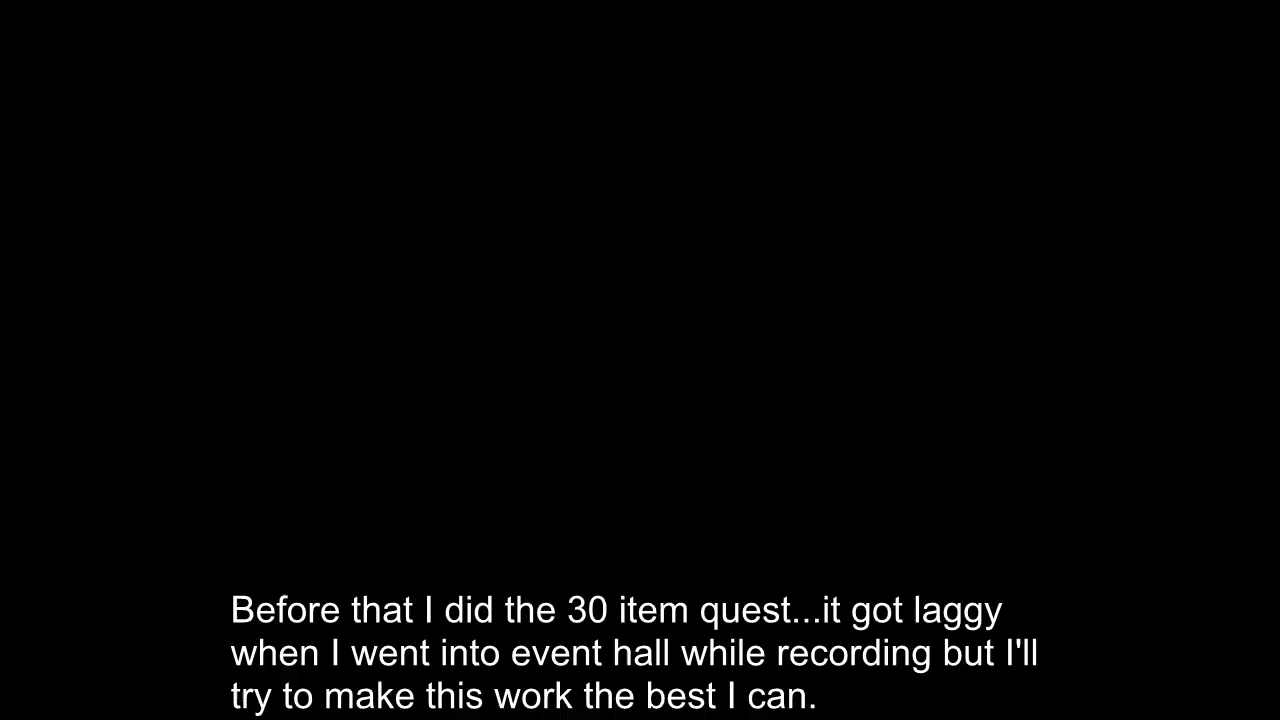 Before that I did the 30 item quest...it got laggy
when I went into event hall while recording but I'll
try to make this work the best I can.